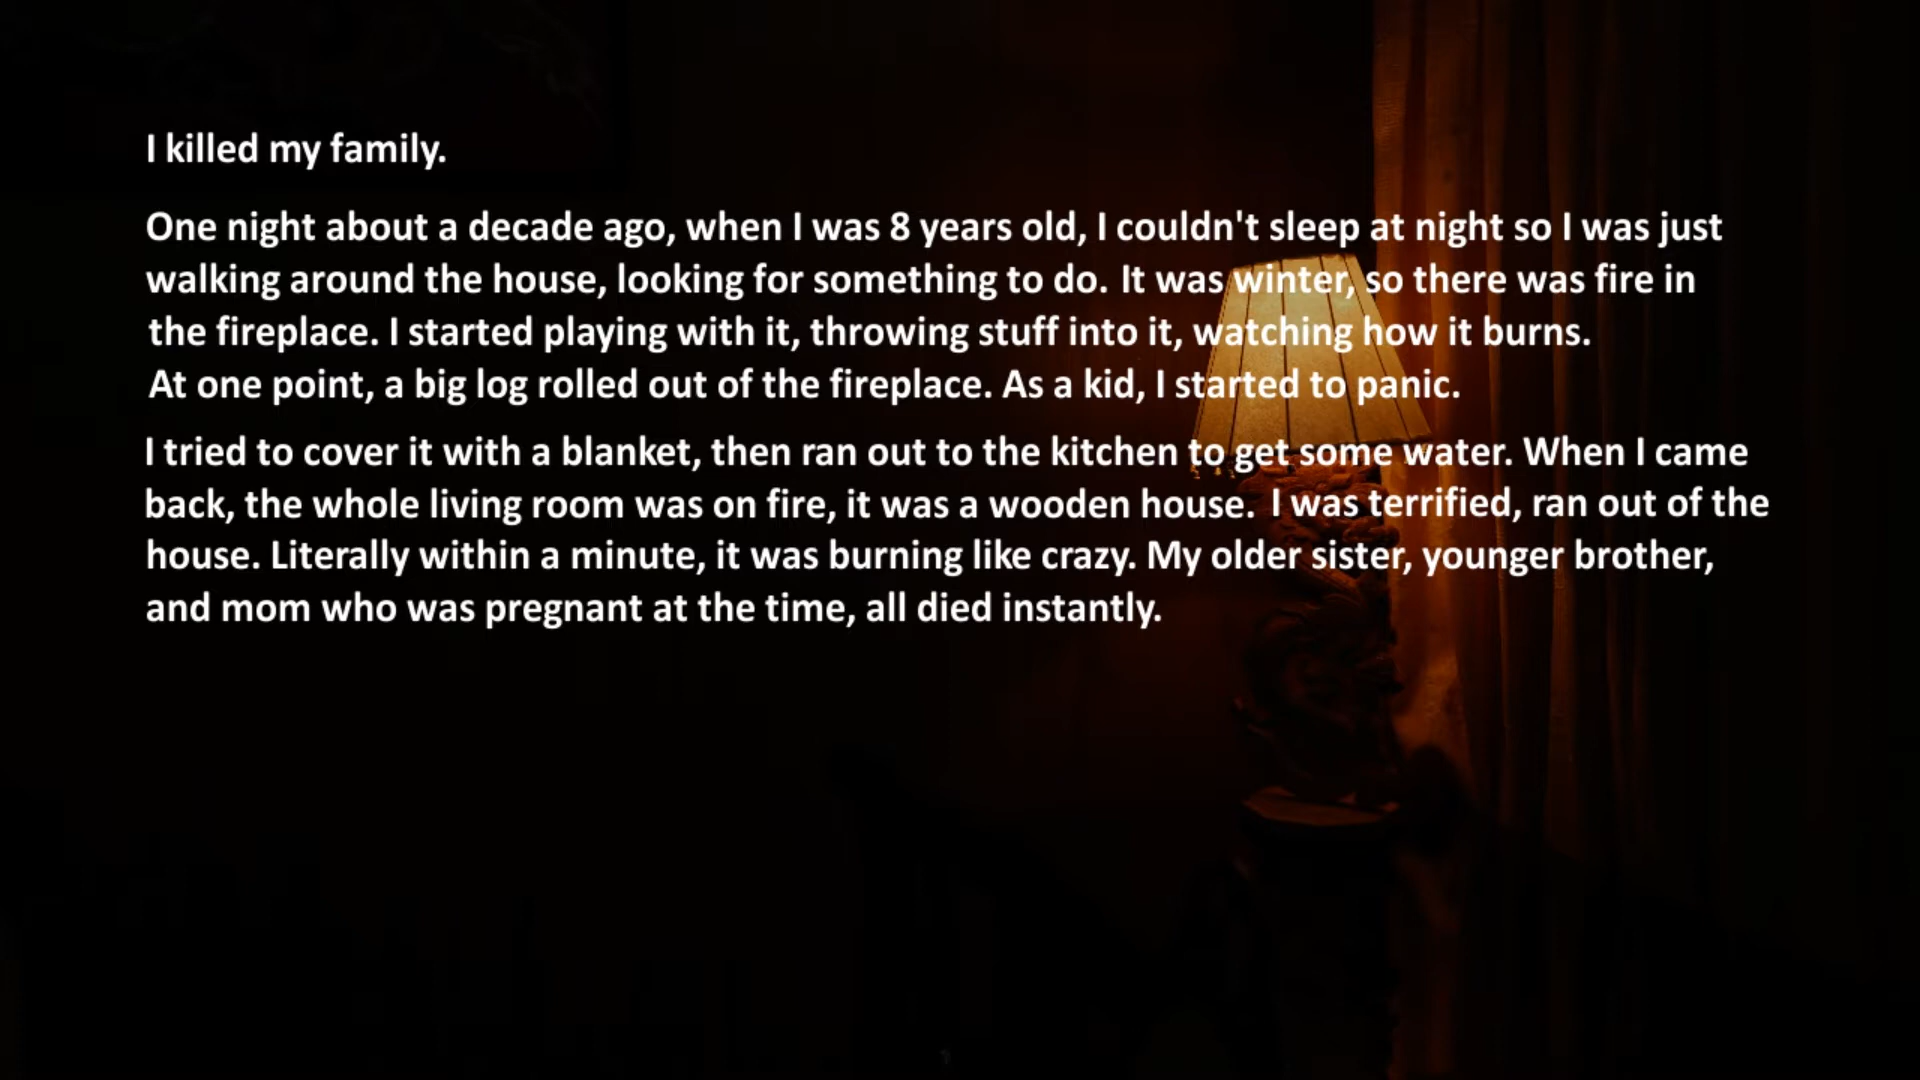 I killed my family.
One night about a decade ago, when I was 8 years old, I couldn't sleep at night so I was just
walking around the house, looking for something to do. It was winter, so there was fire in
the fireplace. I started playing with it, throwing stuff into it, watching how it burns.
At one point, a big log rolled out of the fireplace. As a kid, I started to panic.
I tried to cover it with a blanket, then ran out to the kitchen to get some water. When I came
back, the whole living room was on fire, it was a wooden house. I was terrified, ran out of the
house. Literally within a minute, it was burning like crazy. My older sister, younger brother,
and mom who was pregnant at the time, all died instantly.